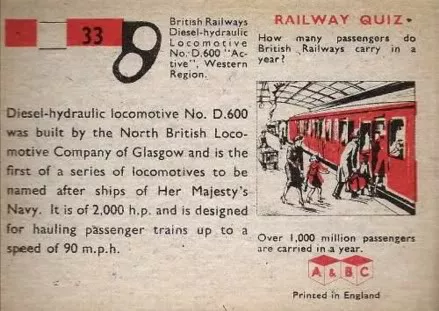 33
British Railways
Diesel-hydraulic
Locomotive
No. D.600 "Ac-
tive", Western
Region.
Diesel-hydraulic locomotive No. D.600
was built by the North British Loco-
motive Company of Glasgow and is the
first of a series of locomotives to be
named after ships of Her Majesty's
Navy. It is of 2,000 h.p. and is designed
for hauling passenger trains up to a
speed of 90 m.p.h.
RAILWAY QUIZ
How many passengers do
British Railways carry in a
year?
Over 1,000 million passengers
are carried in a year.
A & B C
Printed in England